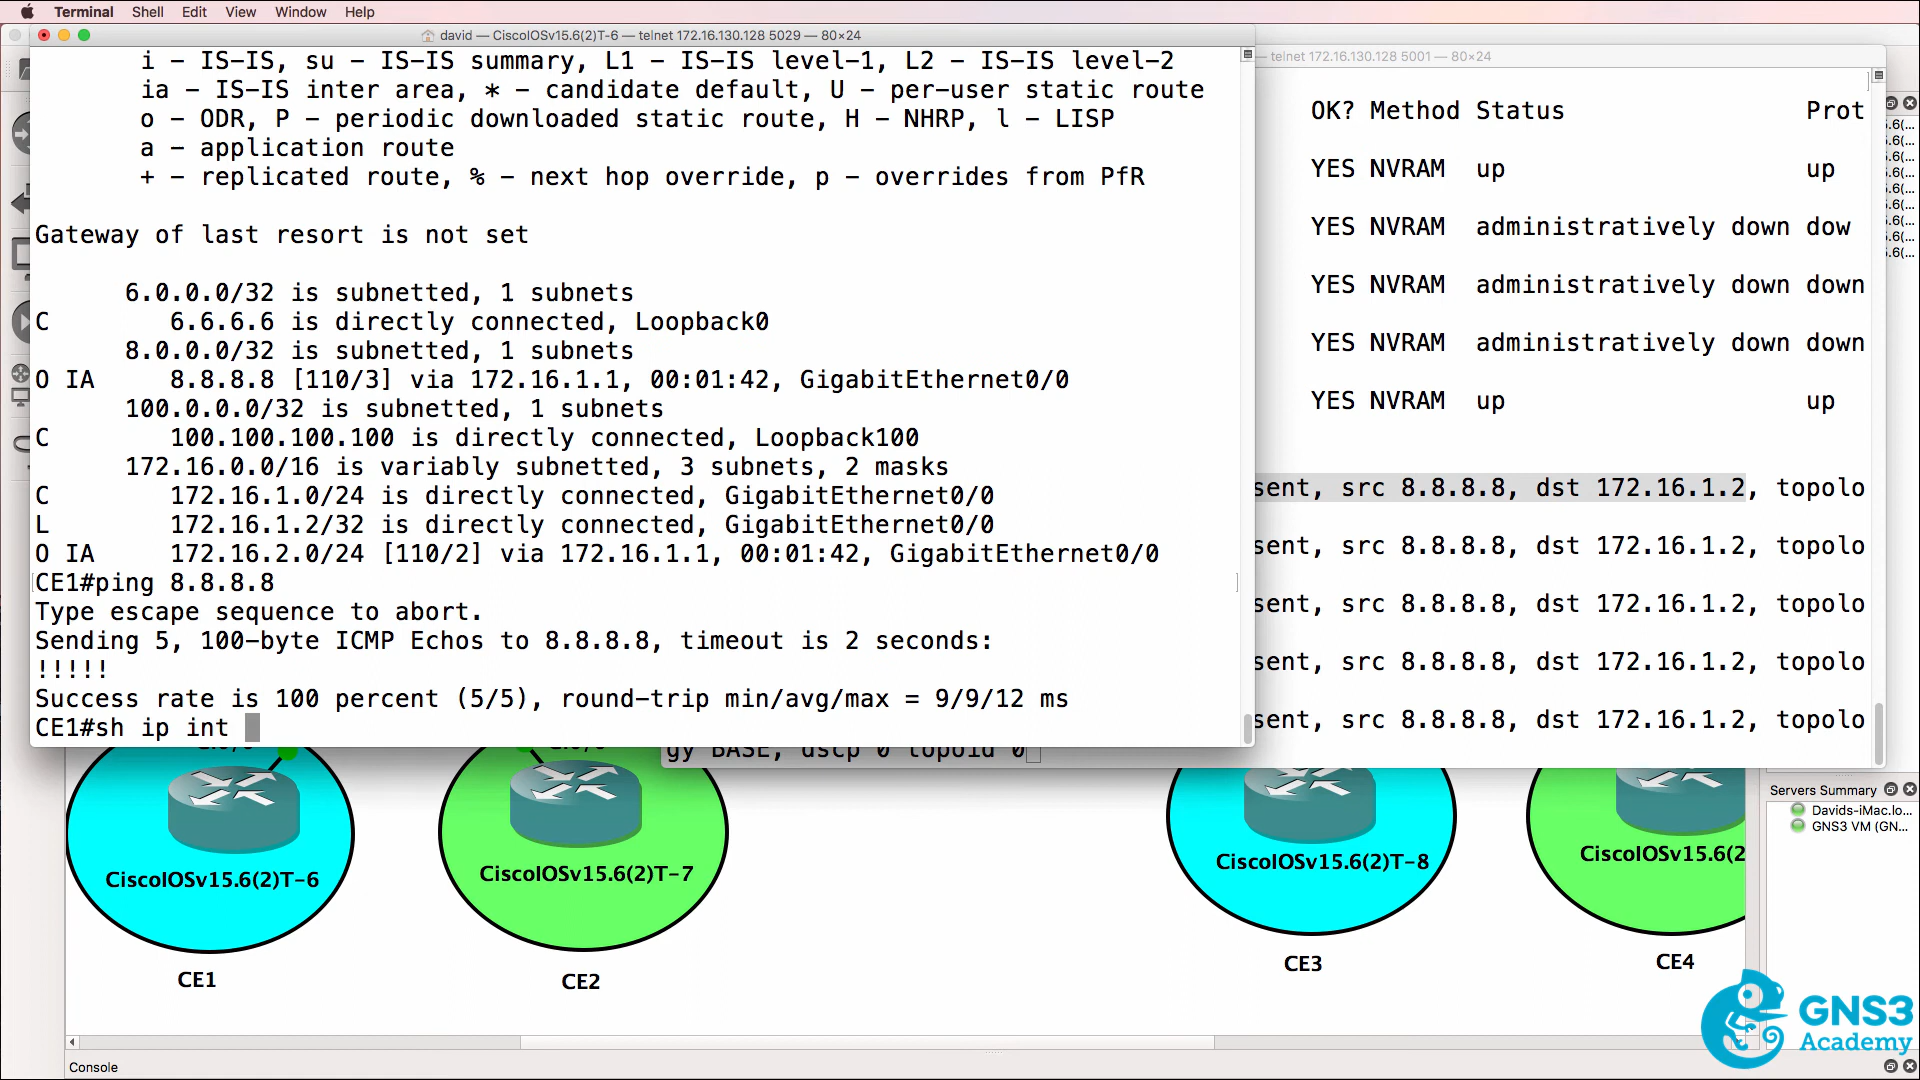 Terminal Shell Edit View Window Help
david — CiscoIOSv15.6(2)T-6 — telnet 172.16.130.128 5029 — 80×24
i - IS-IS, su - IS-IS summary, L1 - IS-IS level-1, L2 - IS-IS level-2
ia - IS-IS inter area, * - candidate default, U - per-user static route
o - ODR, P - periodic downloaded static route, H - NHRP, l - LISP
a - application route
+ - replicated route, % - next hop override, p - overrides from PfR
Gateway of last resort is not set
6.0.0.0/32 is subnetted, 1 subnets
C 6.6.6.6 is directly connected, Loopback0
8.0.0.0/32 is subnetted, 1 subnets
O IA 8.8.8.8 [110/3] via 172.16.1.1, 00:01:42, GigabitEthernet0/0
100.0.0.0/32 is subnetted, 1 subnets
C 100.100.100.100 is directly connected, Loopback100
172.16.0.0/16 is variably subnetted, 3 subnets, 2 masks
C 172.16.1.0/24 is directly connected, GigabitEthernet0/0
L 172.16.1.2/32 is directly connected, GigabitEthernet0/0
O IA 172.16.2.0/24 [110/2] via 172.16.1.1, 00:01:42, GigabitEthernet0/0
CE1#ping 8.8.8.8
Type escape sequence to abort.
Sending 5, 100-byte ICMP Echos to 8.8.8.8, timeout is 2 seconds:
!!!!!
Success rate is 100 percent (5/5), round-trip min/avg/max = 9/9/12 ms
CE1#sh ip int
— telnet 172.16.130.128 5001 — 80×24
OK? Method Status Prot
YES NVRAM up up
YES NVRAM administratively down dow
YES NVRAM administratively down down
YES NVRAM administratively down down
YES NVRAM up up
sent, src 8.8.8.8, dst 172.16.1.2, topolo
sent, src 8.8.8.8, dst 172.16.1.2, topolo
sent, src 8.8.8.8, dst 172.16.1.2, topolo
sent, src 8.8.8.8, dst 172.16.1.2, topolo
sent, src 8.8.8.8, dst 172.16.1.2, topolo
gy BASE, dscp 0 topoid 0
CiscoIOSv15.6(2)T-6
CE1
CiscoIOSv15.6(2)T-7
CE2
CiscoIOSv15.6(2)T-8
CE3
CiscoIOSv15.6(2
CE4
Servers Summary
Davids-iMac.lo...
GNS3 VM (GN...
Console
GNS3
Academy